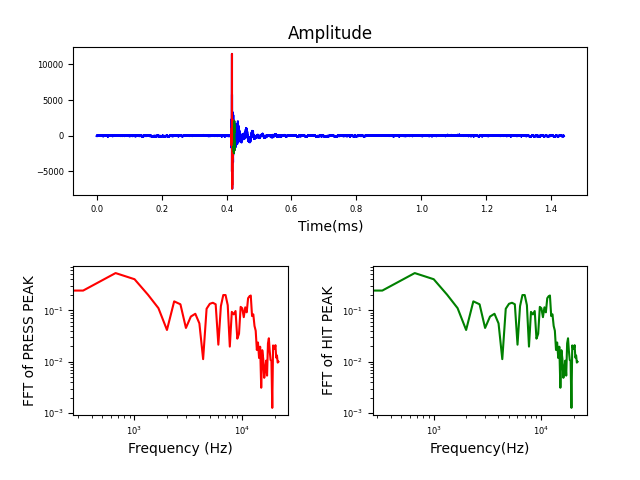 Amplitude
10000
5000
0
−5000
0.0 0.2 0.4 0.6 0.8 1.0 1.2 1.4
Time(ms)
FFT of PRESS PEAK
10⁻¹
10⁻²
10⁻³
10³ 10⁴
Frequency (Hz)
FFT of HIT PEAK
10⁻¹
10⁻²
10⁻³
10³ 10⁴
Frequency(Hz)